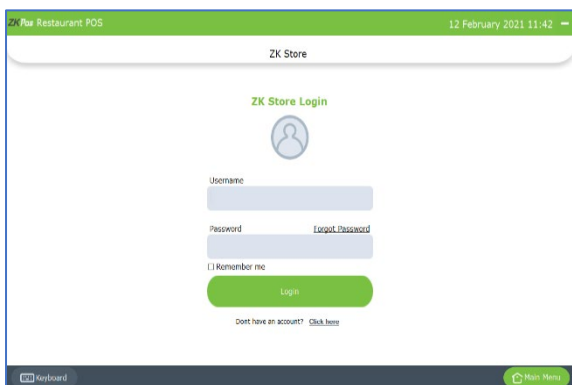 ZKPos Restaurant POS 12 February 2021 11:42
ZK Store
ZK Store Login
Username
Password Forgot Password
Remember me
Login
Dont have an account? Click here
Keyboard Main Menu